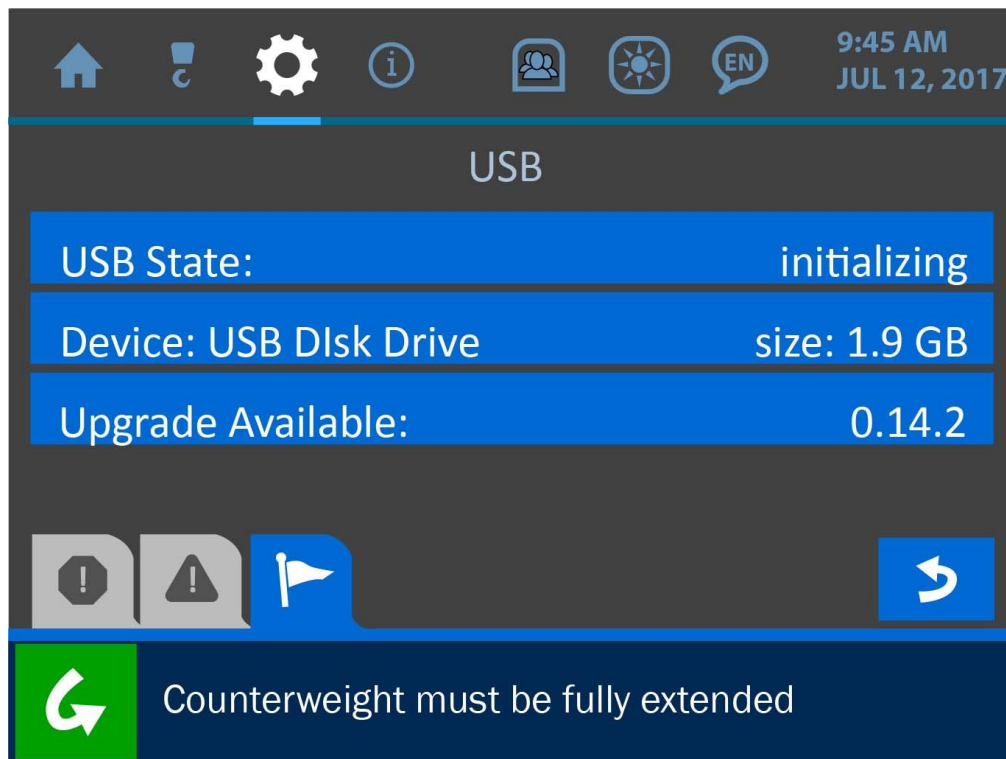 EN
9:45 AM
JUL 12, 2017
USB
USB State: initializing
Device: USB DIsk Drive size: 1.9 GB
Upgrade Available: 0.14.2
Counterweight must be fully extended